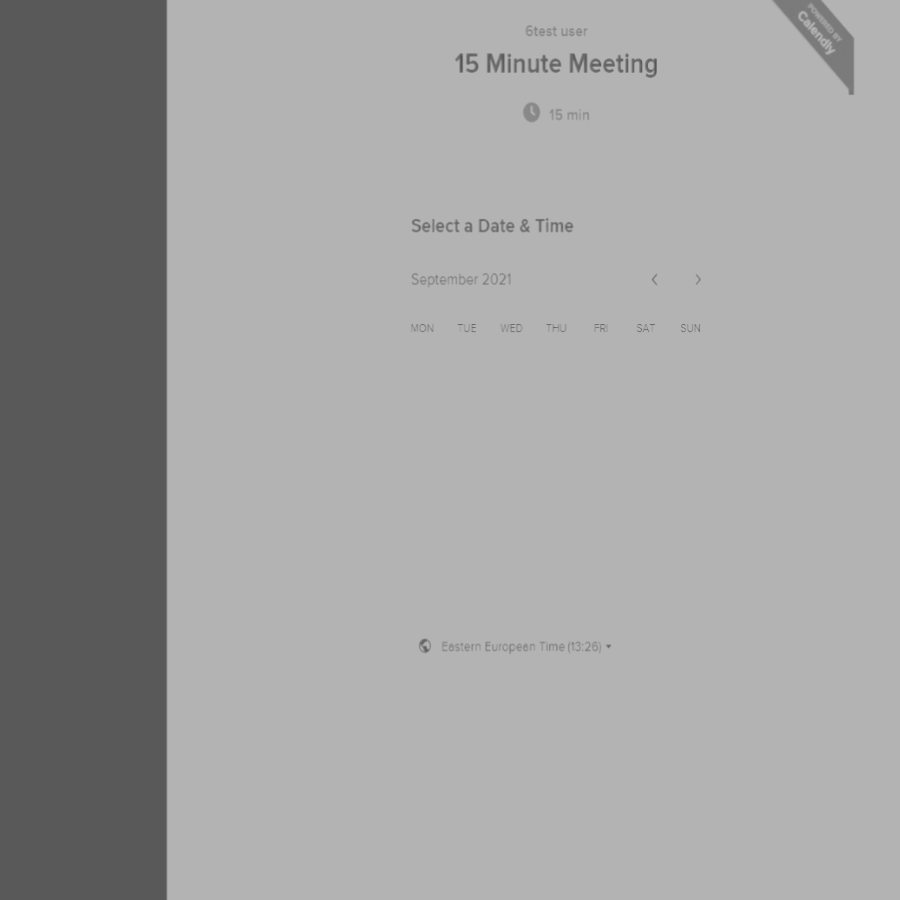 POWERED BY
Calendly
6test user
15 Minute Meeting
15 min
Select a Date & Time
September 2021
MON TUE WED THU FRI SAT SUN
Eastern European Time (13:26)